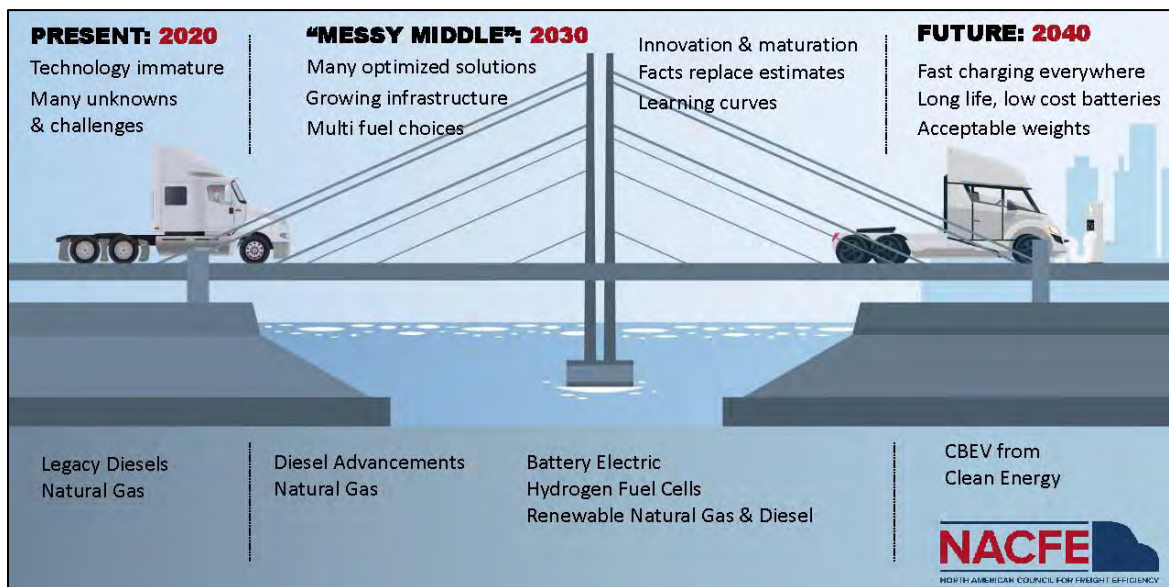 PRESENT: 2020
Technology immature
Many unknowns
& challenges
"MESSY MIDDLE": 2030
Many optimized solutions
Growing infrastructure
Multi fuel choices
Innovation & maturation
Facts replace estimates
Learning curves
FUTURE: 2040
Fast charging everywhere
Long life, low cost batteries
Acceptable weights
Legacy Diesels
Natural Gas
Diesel Advancements
Natural Gas
Battery Electric
Hydrogen Fuel Cells
Renewable Natural Gas & Diesel
CBEV from
Clean Energy
NACFE
NORTH AMERICAN COUNCIL FOR FREIGHT EFFICIENCY